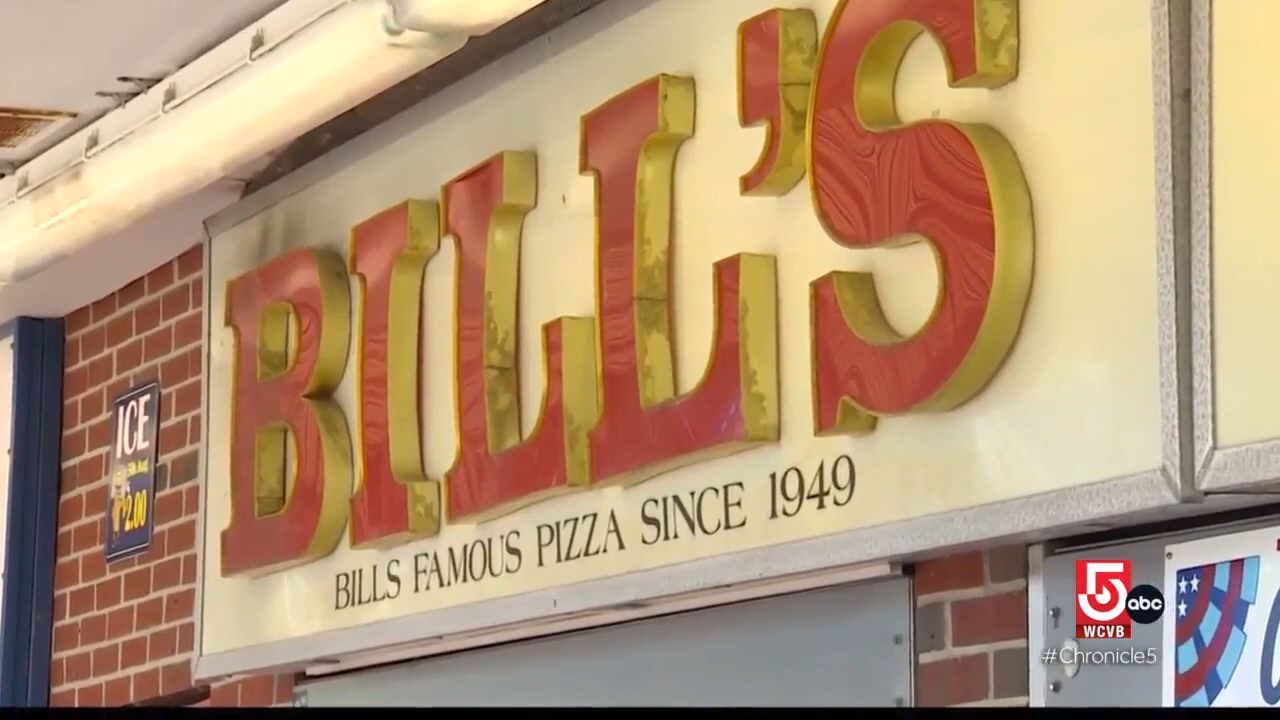 BILL'S
BILLS FAMOUS PIZZA SINCE 1949
ICE
2.00
5
abc
WCVB
#Chronicle5